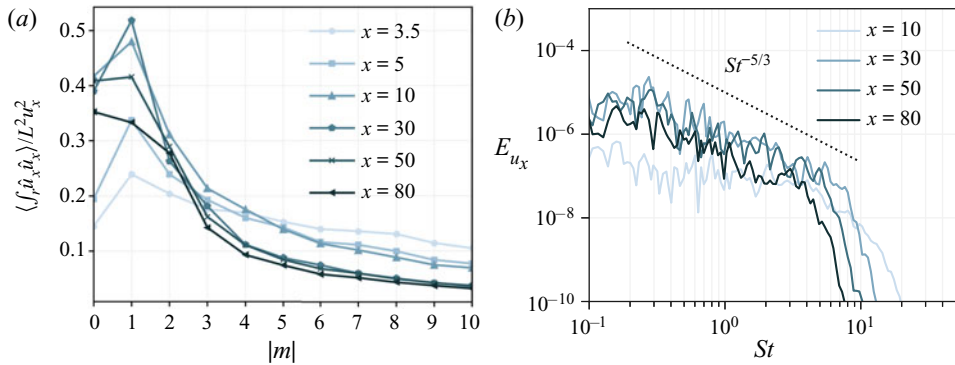 (a)
0.5
0.4
0.3
0.2
0.1
⟨∫r ûx ûx⟩/L²u²x
x = 3.5
x = 5
x = 10
x = 30
x = 50
x = 80
0 1 2 3 4 5 6 7 8 9 10
|m|
(b)
10⁻⁴
10⁻⁶
10⁻⁸
10⁻¹⁰
Eux
St⁻⁵/³
x = 10
x = 30
x = 50
x = 80
10⁻¹ 10⁰ 10¹
St